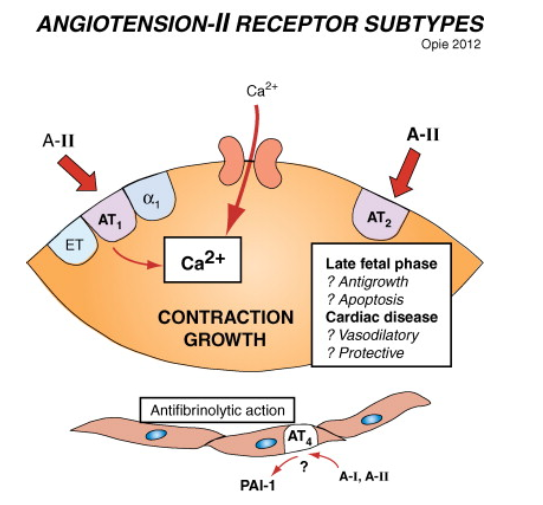 ANGIOTENSION-II RECEPTOR SUBTYPES
Opie 2012
Ca2+
A-II
A-II
α1
AT1
AT2
ET
Ca2+
Late fetal phase
? Antigrowth
? Apoptosis
Cardiac disease
? Vasodilatory
? Protective
CONTRACTION
GROWTH
Antifibrinolytic action
AT4
?
PAI-1
A-I, A-II